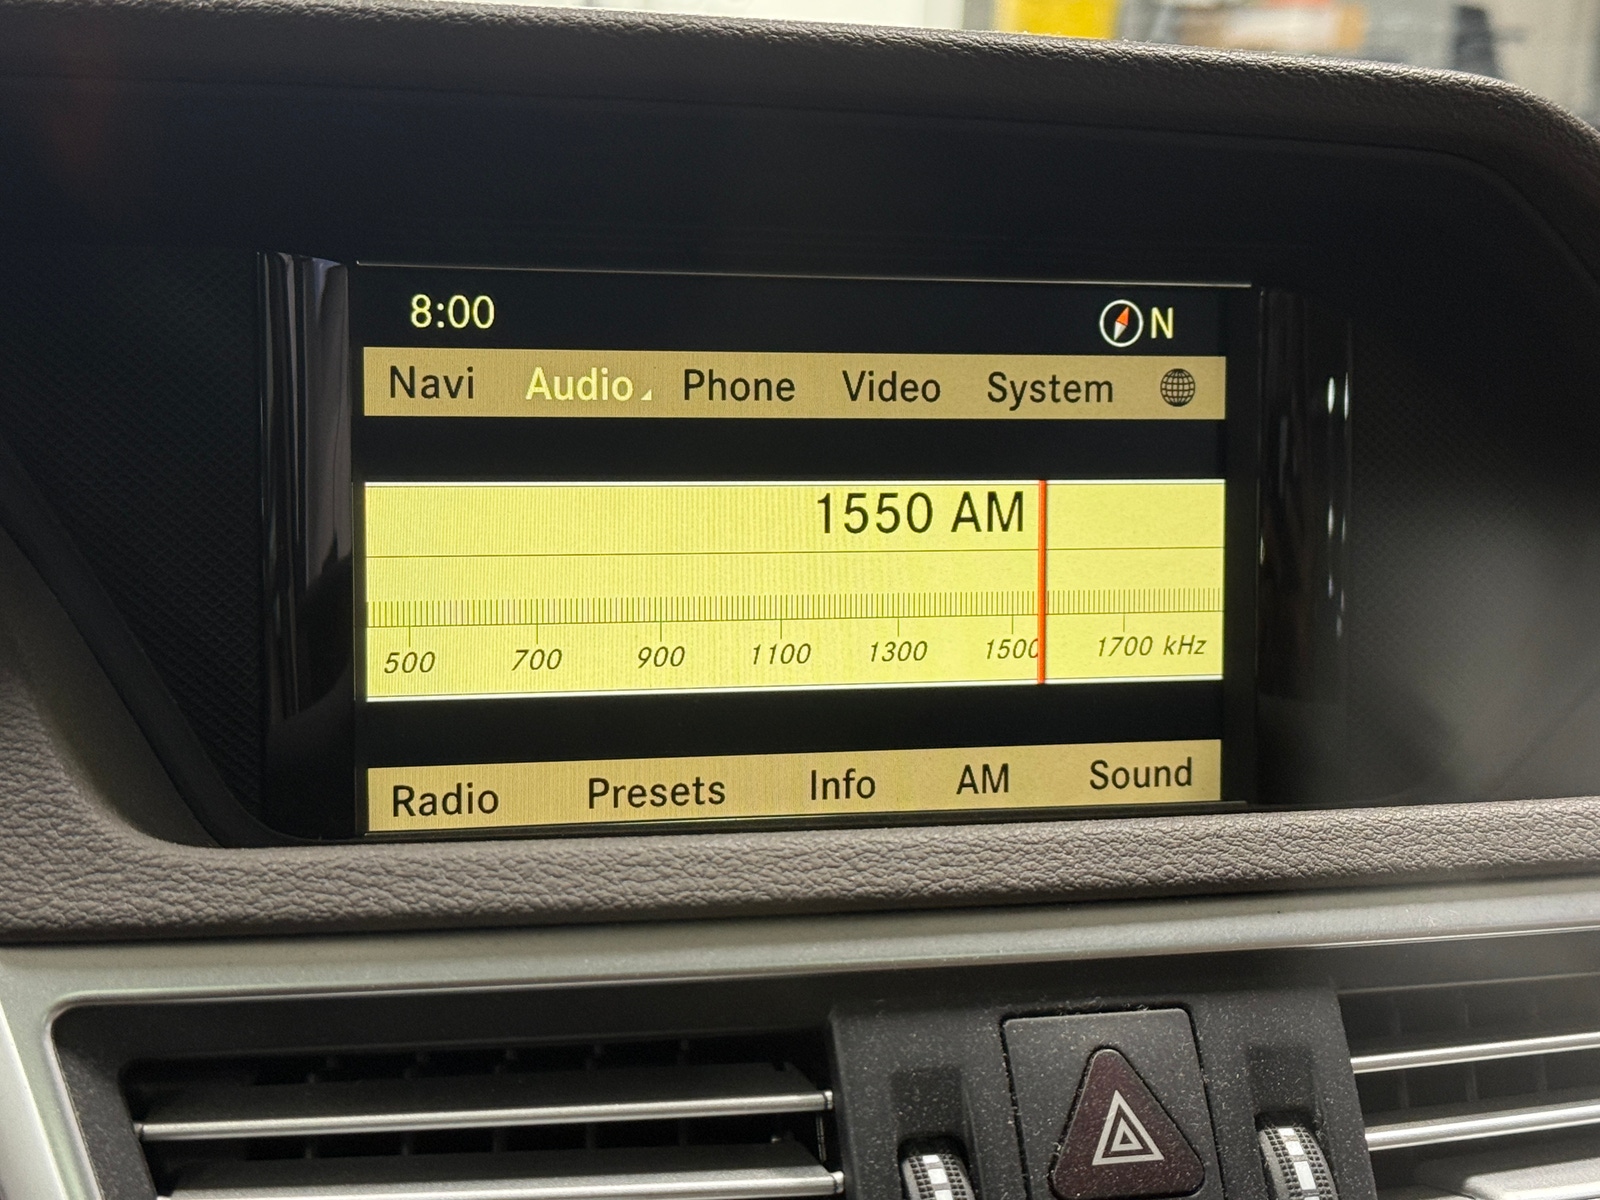 8:00 N
Navi Audio Phone Video System
1550 AM
500 700 900 1100 1300 1500 1700 kHz
Radio Presets Info AM Sound